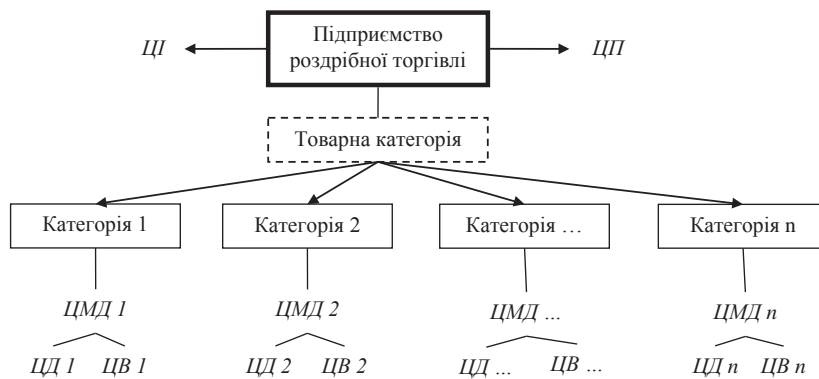 Підприємство
роздрібної торгівлі
ЦІ
ЦП
Товарна категорія
Категорія 1
Категорія 2
Категорія …
Категорія n
ЦМД 1
ЦМД 2
ЦМД …
ЦМД n
ЦД 1
ЦВ 1
ЦД 2
ЦВ 2
ЦД …
ЦВ …
ЦД n
ЦВ n